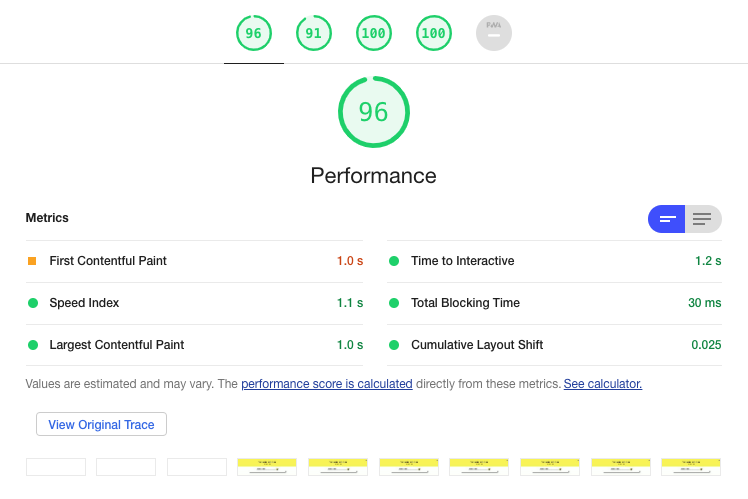 96 91 100 100 PWA
96
Performance
Metrics
First Contentful Paint 1.0 s
Time to Interactive 1.2 s
Speed Index 1.1 s
Total Blocking Time 30 ms
Largest Contentful Paint 1.0 s
Cumulative Layout Shift 0.025
Values are estimated and may vary. The performance score is calculated directly from these metrics. See calculator.
View Original Trace